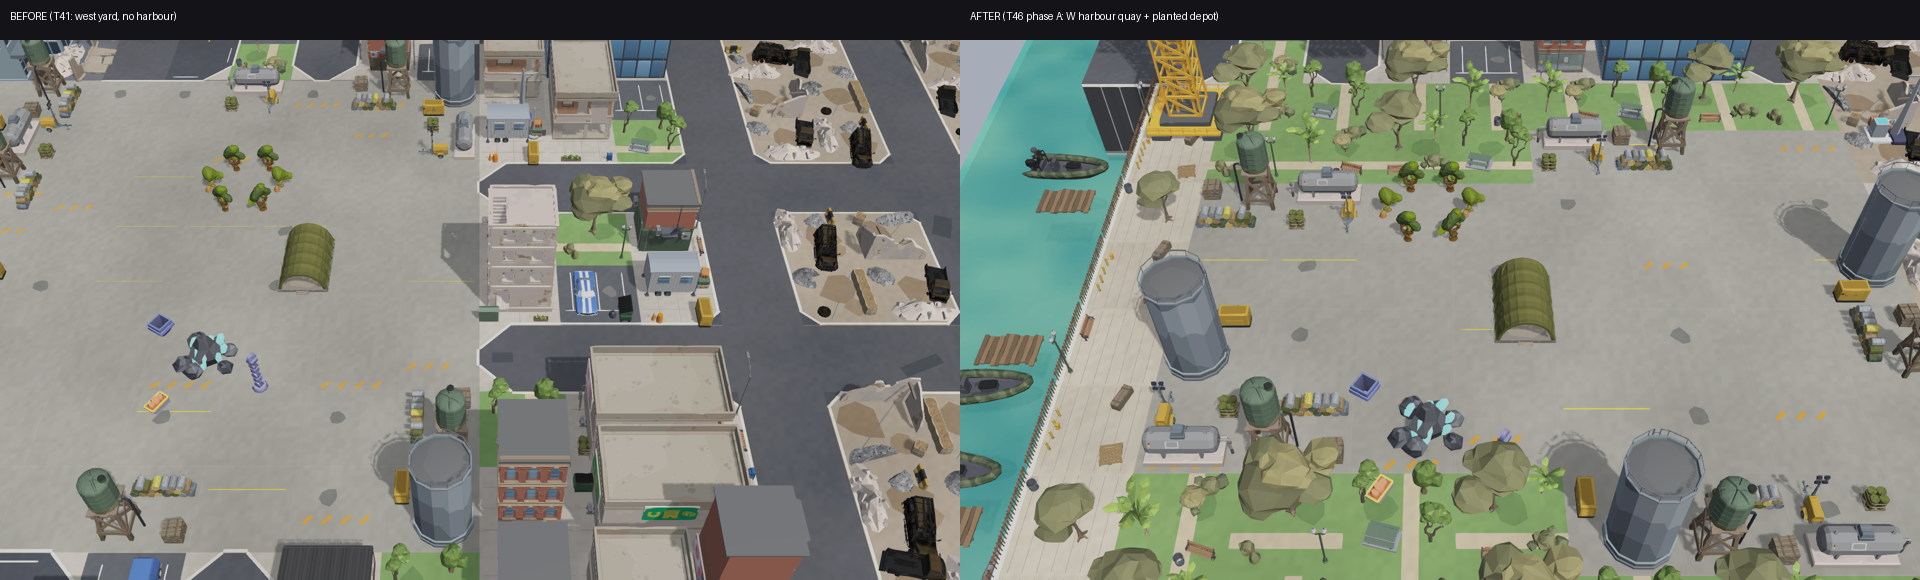 BEFORE (T41: west yard, no harbour)
AFTER (T46 phase A: W harbour quay + planted depot)